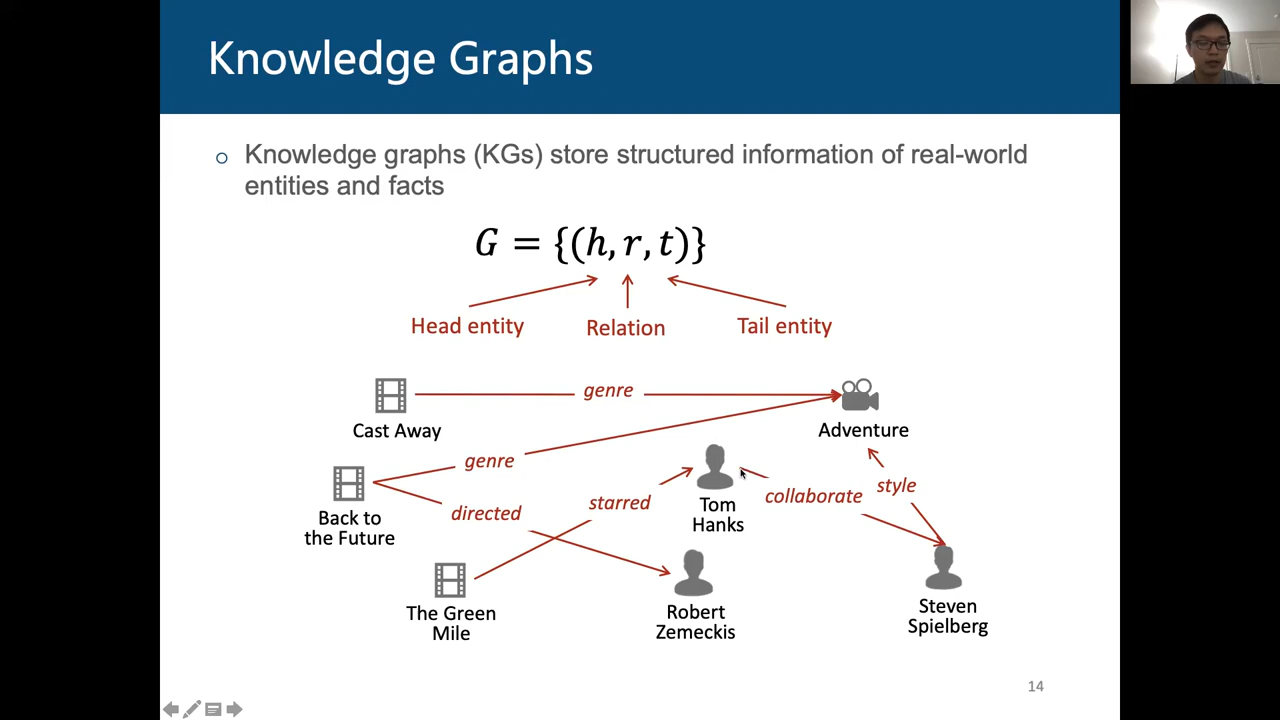 Knowledge Graphs
Knowledge graphs (KGs) store structured information of real-world
entities and facts
G = {(h, r, t)}
Head entity
Relation
Tail entity
genre
Cast Away
Adventure
genre
starred
collaborate
style
directed
Back to
the Future
Tom
Hanks
The Green
Mile
Robert
Zemeckis
Steven
Spielberg
14